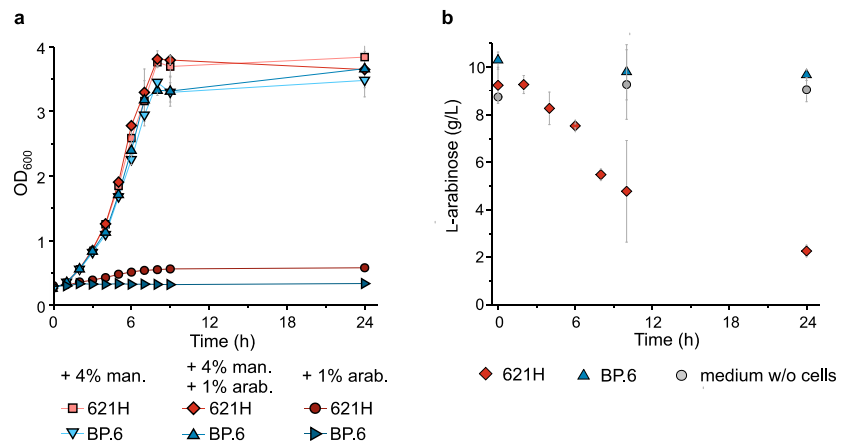 a
4
3
2
1
0
OD600
0
6
12
18
24
Time (h)
+ 4% man.
+ 4% man.
+ 1% arab.
+ 1% arab.
621H
621H
621H
BP.6
BP.6
BP.6
b
10
8
6
4
2
0
L-arabinose (g/L)
0
6
12
18
24
Time (h)
621H
BP.6
medium w/o cells